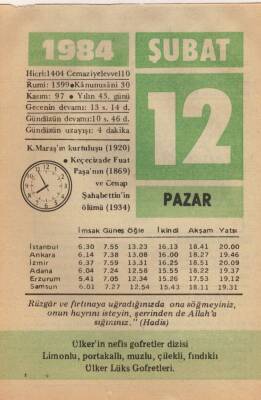 1984 ŞUBAT
Hicri:1404 Cemaziyelevvel10
Rumi: 1399 ● Kânunusâni 30
Kasım: 97 ● Yılın 43. günü
Gecenin devamı: 13 s. 14 d.
Gündüzün devamı:10 s. 46 d.
Gündüzün uzayışı: 4 dakika
12
PAZAR
K.Maraş'ın kurtuluşu (1920)
● Keçecizade Fuat
Paşa'nın (1869)
ve Cenap
Şahabettin'in
ölümü (1934)
İmsak Güneş Öğle İkindi Akşam Yatsı
İstanbul 6.30 7.55 13.23 16.13 18.41 20.00
Ankara 6.14 7.38 13.08 16.00 18.27 19.46
İzmir 6.37 7.59 13.31 16.25 18.51 20.09
Adana 7.24 12.58 15.55 18.22 19.37
Erzurum 5.41 7.05 12.34 15.26 17.53 19.12
Samsun 6.01 7.27 12.54 15.43 18.11 19.31
Rüzgâr ve fırtınaya uğradığınızda ona söğmeyiniz,
onun hayrını isteyin, şerrinden de Allah'a
sığınınız." (Hadis)
Ülker'in nefis gofretler dizisi
Limonlu, portakallı, muzlu, çilekli, fındıklı
Ülker Lüks Gofretleri.